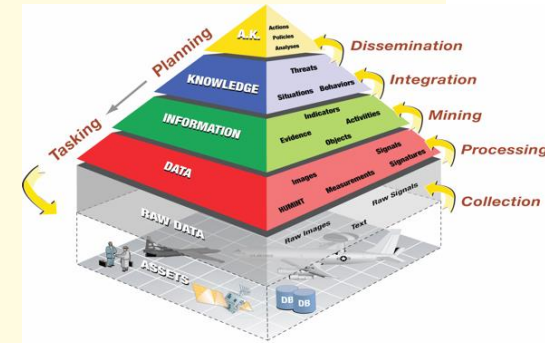 A.K.
Actions
Policies
Analyses
Dissemination
Planning
KNOWLEDGE
Threats
Situations Behaviors
Integration
INFORMATION
Indicators
Activities
Evidence
Objects
Mining
Tasking
DATA
Signals
Images
Signatures
Measurements
HUMINT
Processing
RAW DATA
Raw Signals
Text
Raw Images
Collection
ASSETS
DB
DB